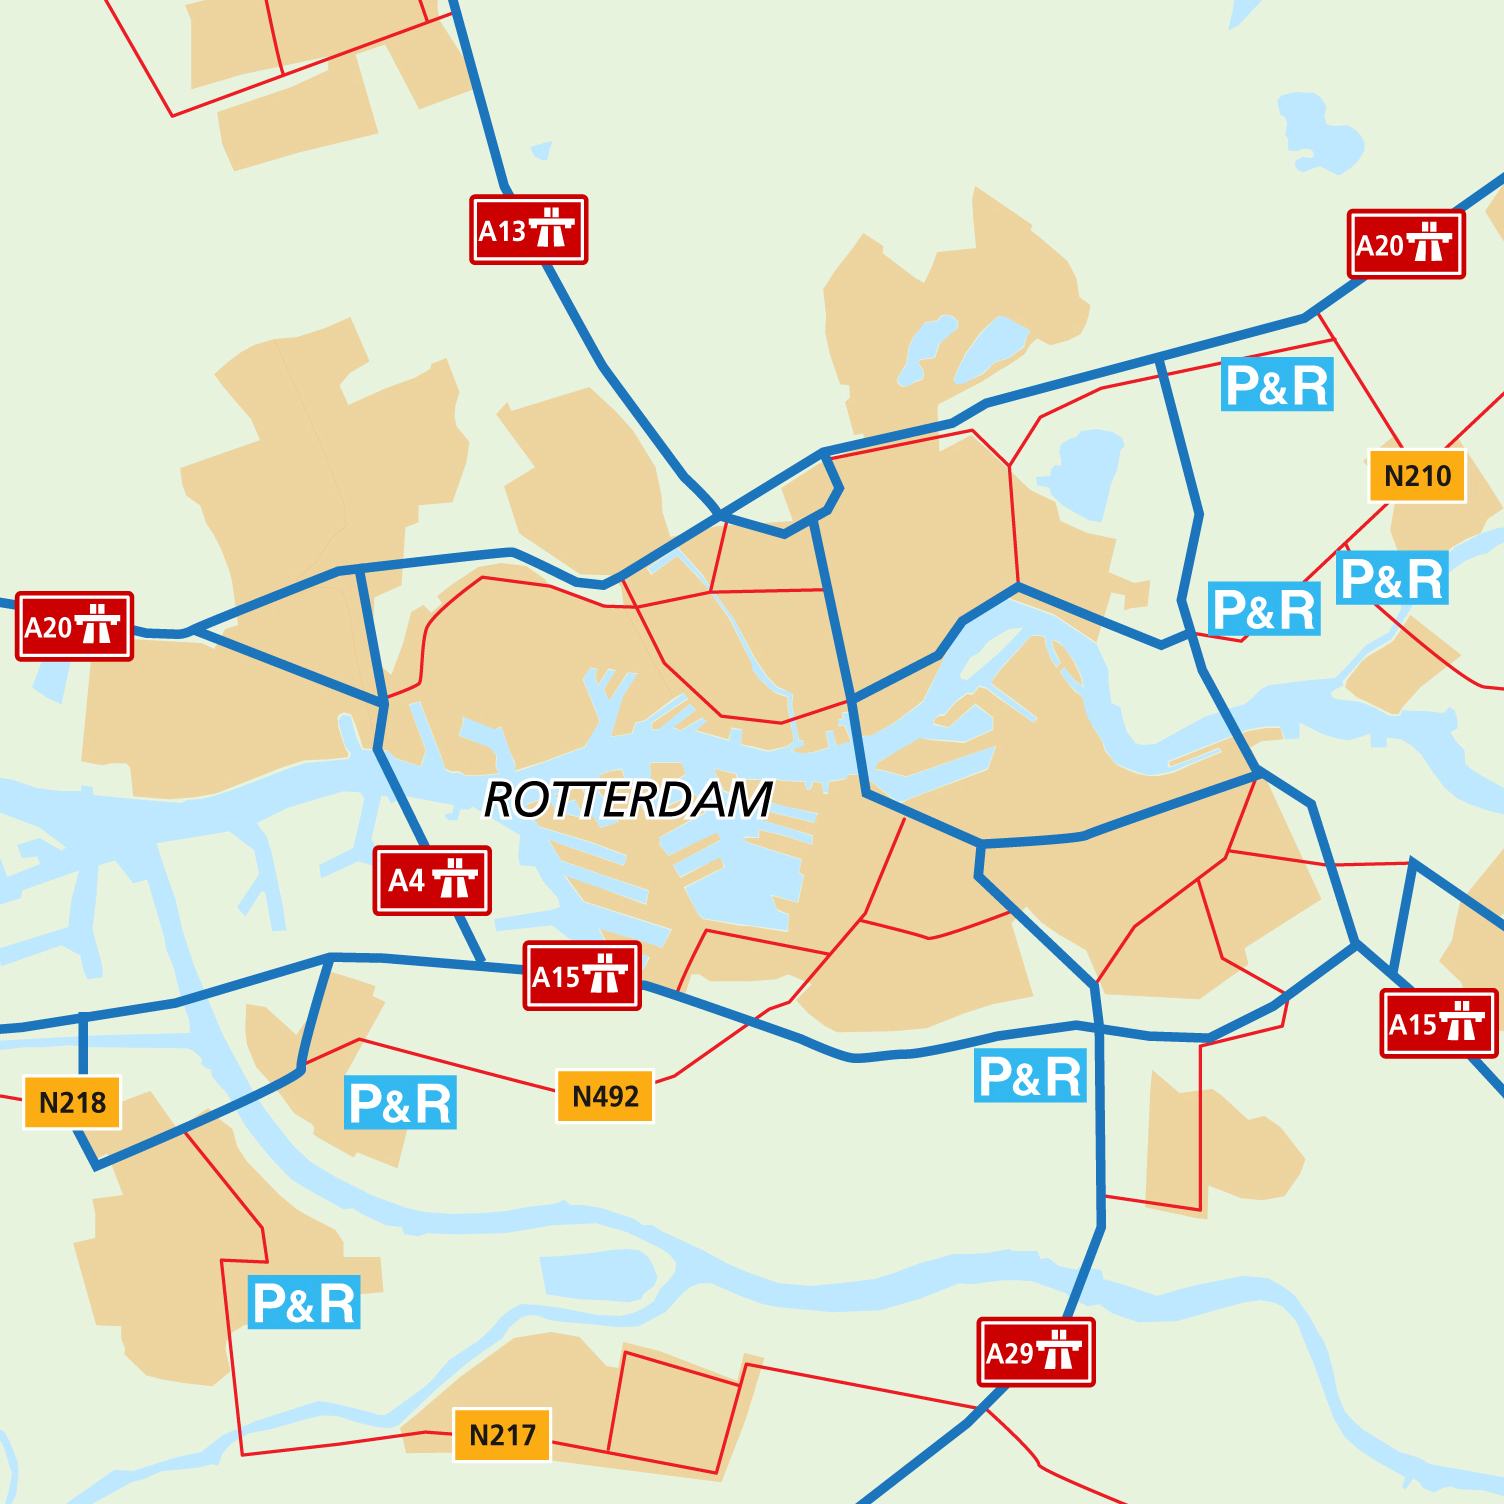 A13
A20
P&R
N210
P&R
P&R
A20
ROTTERDAM
A4
A15
A15
P&R
N218
P&R
N492
P&R
A29
N217